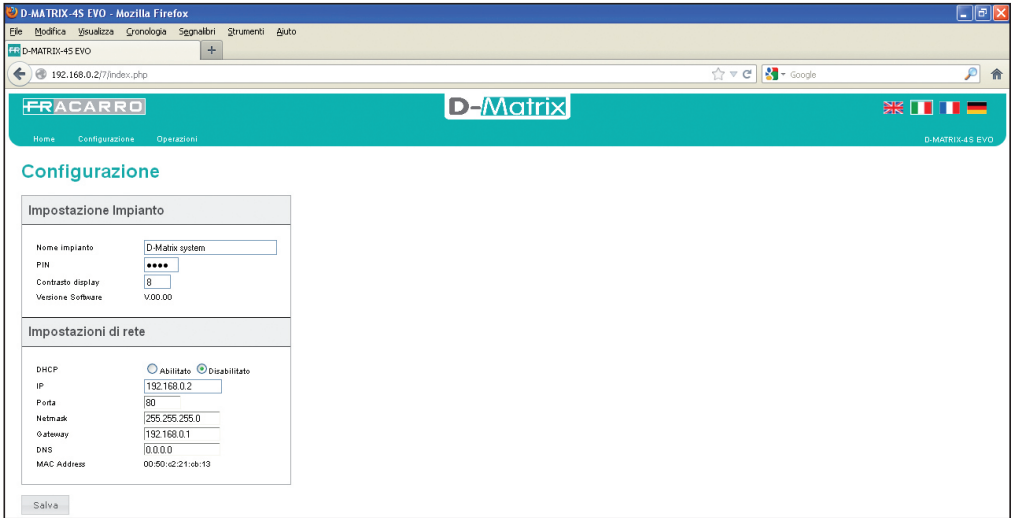 D-MATRIX-4S EVO - Mozilla Firefox
File Modifica Visualizza Cronologia Segnalibri Strumenti Aiuto
FR D-MATRIX-4S EVO +
192.168.0.2/7/index.php Google
FRACARRO D-Matrix
Home Configurazione Operazioni D-MATRIX-4S EVO
Configurazione
Impostazione Impianto
Nome impianto D-Matrix system
PIN ●●●●
Contrasto display 8
Versione Software V.00.00
Impostazioni di rete
DHCP Abilitato Disabilitato
IP 192.168.0.2
Porta 80
Netmask 255.255.255.0
Gateway 192.168.0.1
DNS 0.0.0.0
MAC Address 00:50:c2:21:cb:13
Salva